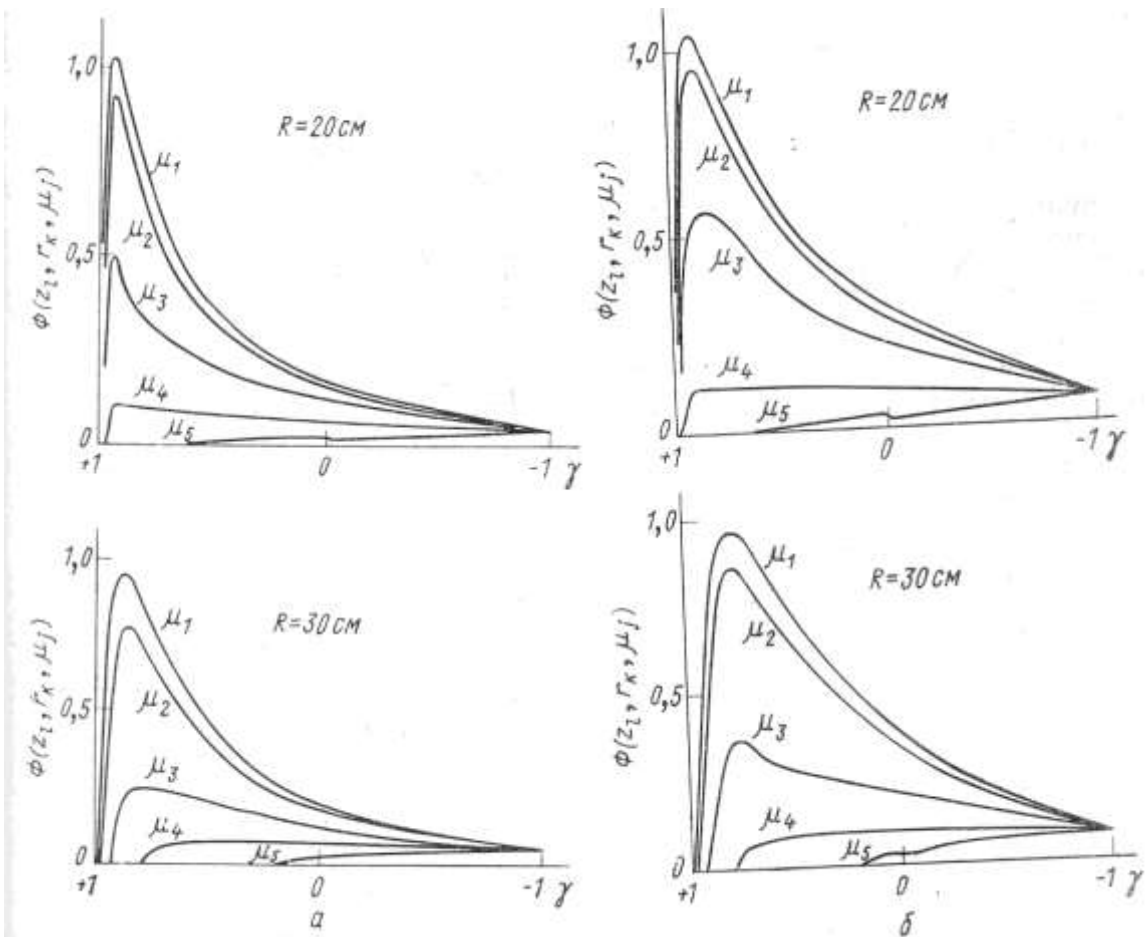 Φ(z_l, r_k, μ_j)
1,0
0,5
0
R=20 см
μ₁
μ₂
μ₃
μ₄
μ₅
+1
0
-1 γ
Φ(z_l, r_k, μ_j)
1,0
0,5
0
R=20 см
μ₁
μ₂
μ₃
μ₄
μ₅
+1
0
-1 γ
Φ(z_l, r_k, μ_j)
1,0
0,5
0
R=30 см
μ₁
μ₂
μ₃
μ₄
μ₅
+1
0
-1 γ
а
Φ(z_l, r_k, μ_j)
1,0
0,5
0
R=30 см
μ₁
μ₂
μ₃
μ₄
μ₅
+1
0
-1 γ
б